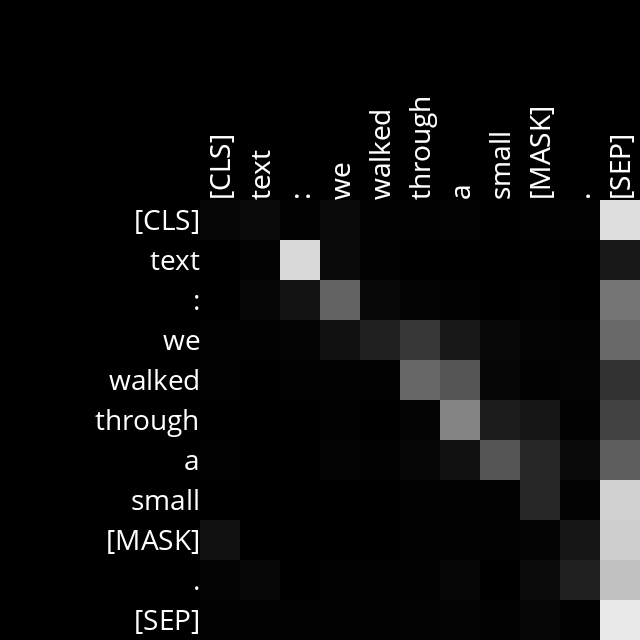 [CLS] text : we walked through a small [MASK] . [SEP]
[CLS]
text
:
we
walked
through
a
small
[MASK]
.
[SEP]